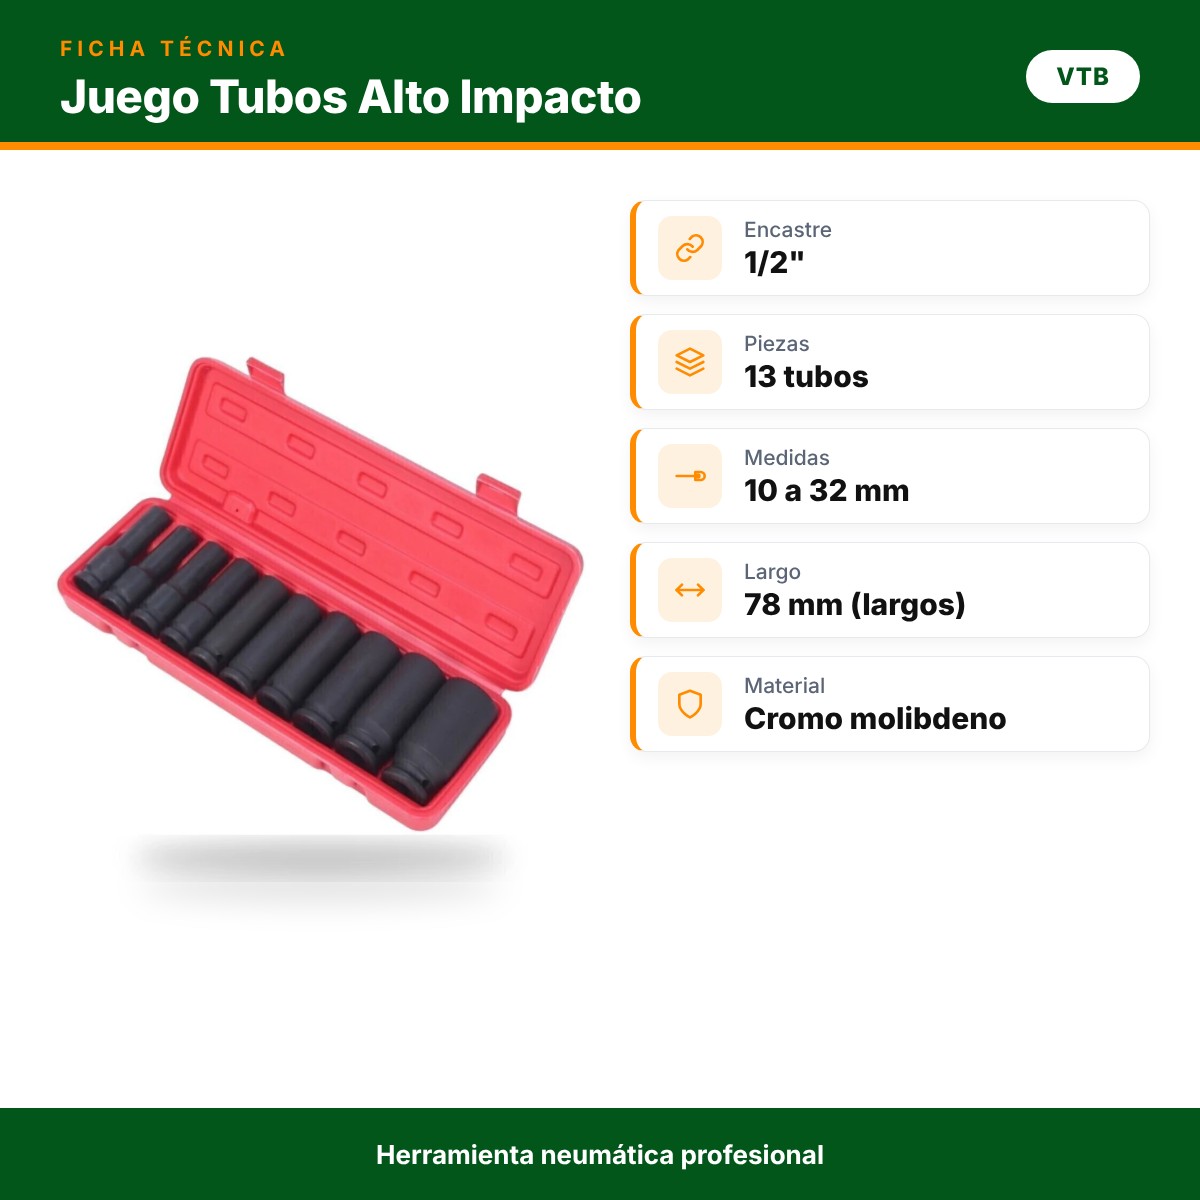 FICHA TÉCNICA
Juego Tubos Alto Impacto
VTB
Encastre
1/2"
Piezas
13 tubos
Medidas
10 a 32 mm
Largo
78 mm (largos)
Material
Cromo molibdeno
Herramienta neumática profesional